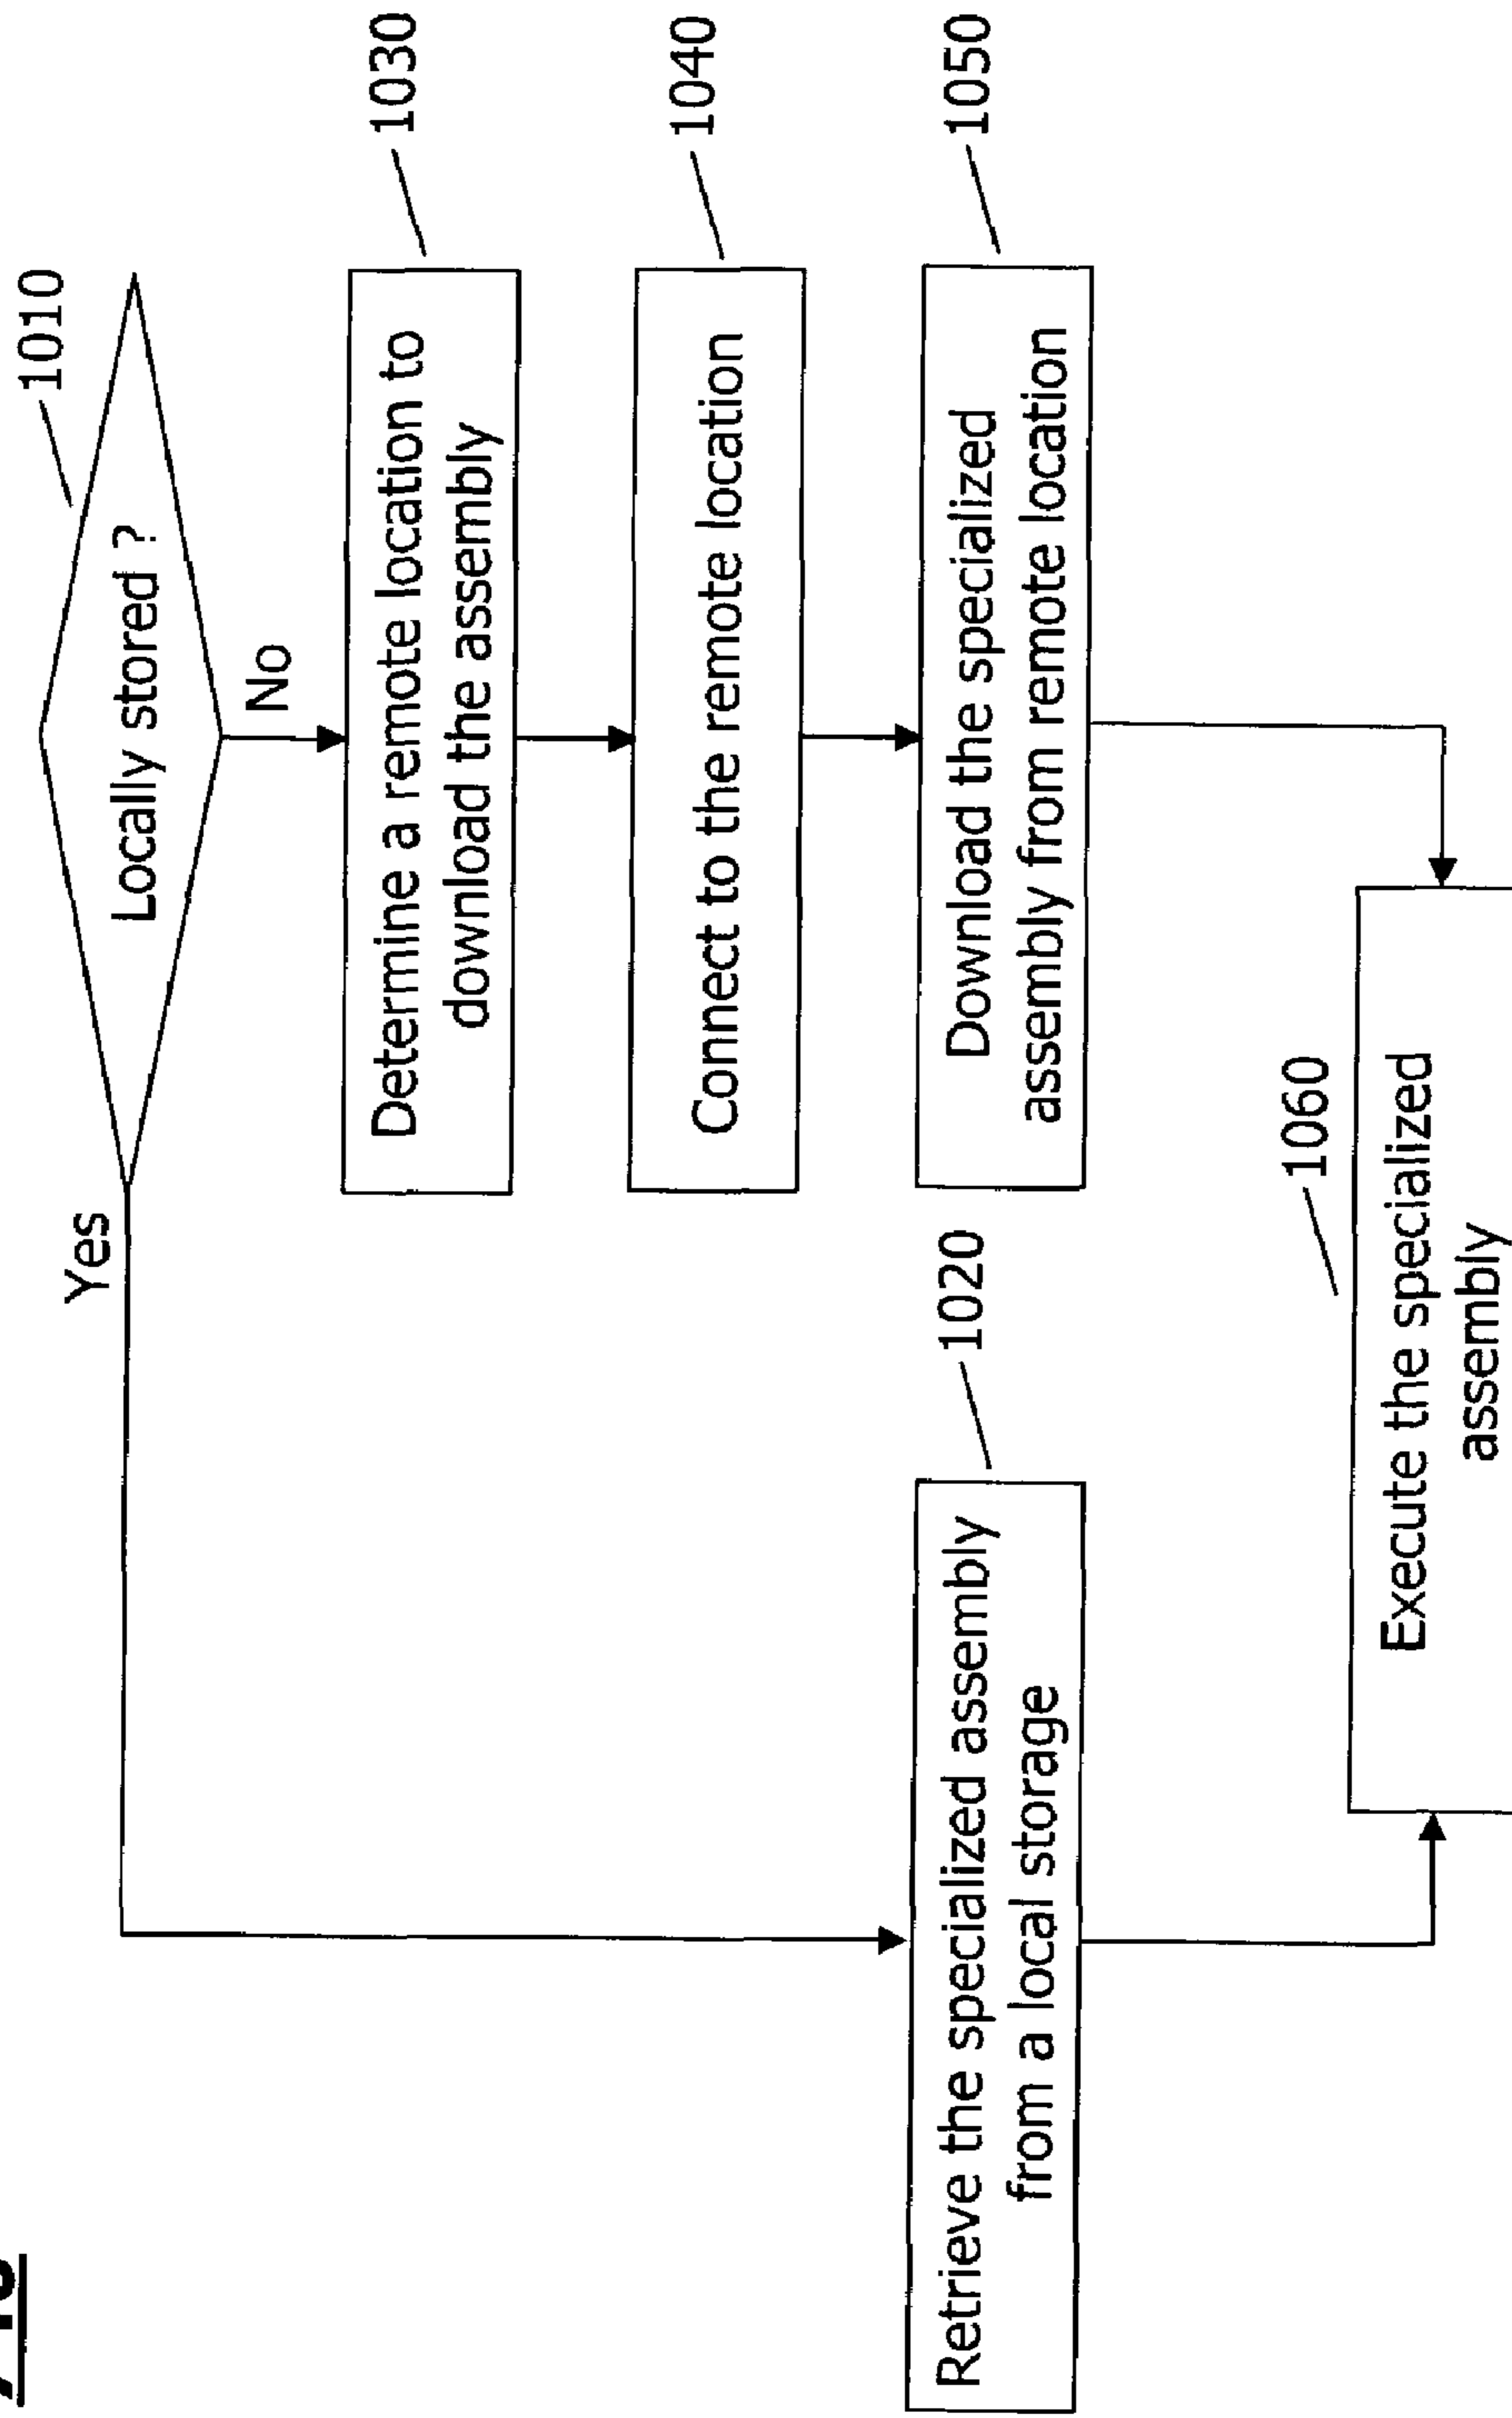 1010
Locally stored ?
Yes
No
1030
Determine a remote location to
download the assembly
1040
Connect to the remote location
1050
Download the specialized
assembly from remote location
1020
Retrieve the specialized assembly
from a local storage
1060
Execute the specialized
assembly